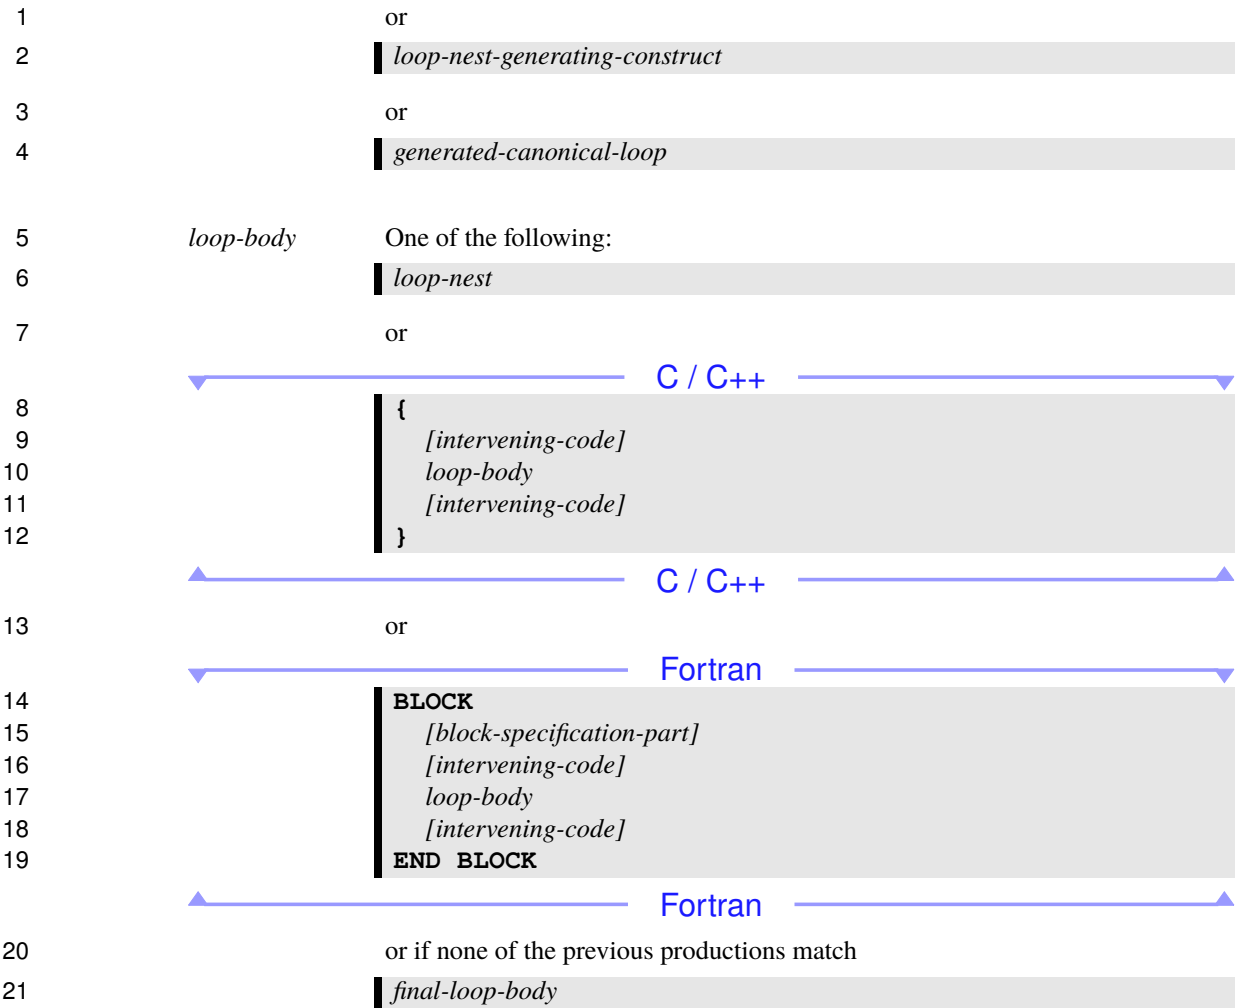 1 or
2 loop-nest-generating-construct
3 or
4 generated-canonical-loop
5 loop-body One of the following:
6 loop-nest
7 or
C / C++
8 {
9 [intervening-code]
10 loop-body
11 [intervening-code]
12 }
C / C++
13 or
Fortran
14 BLOCK
15 [block-specification-part]
16 [intervening-code]
17 loop-body
18 [intervening-code]
19 END BLOCK
Fortran
20 or if none of the previous productions match
21 final-loop-body